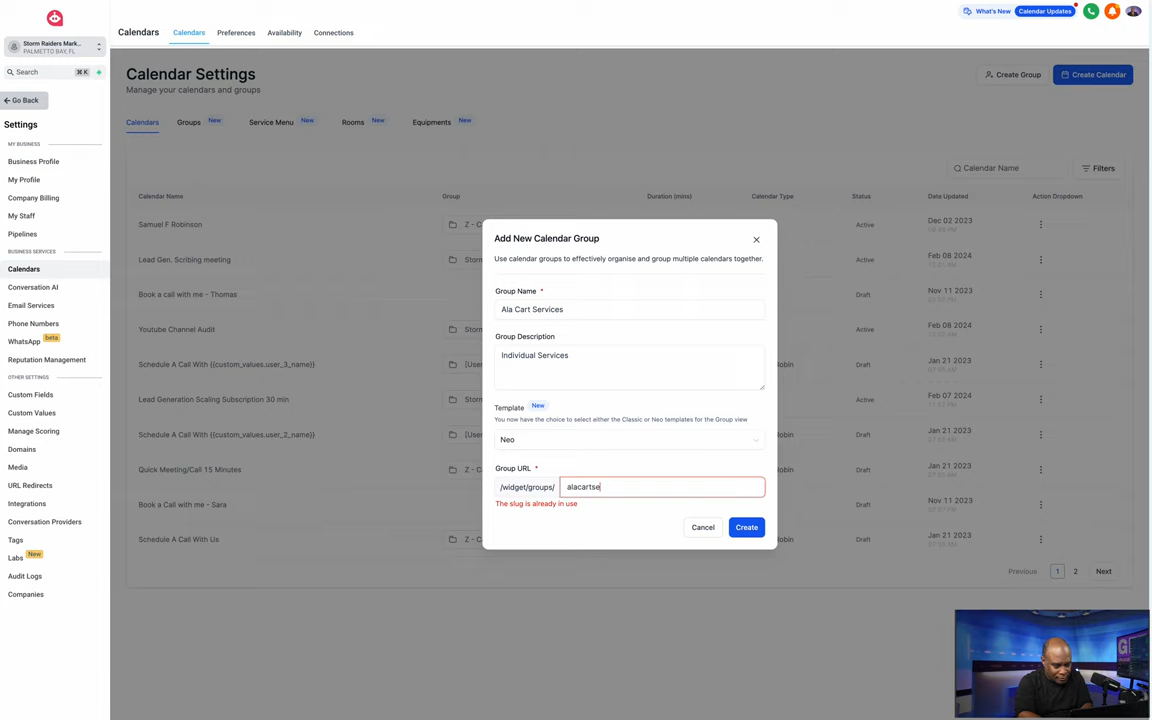 What's New
Calendar Updates
Calendars
Calendars
Preferences
Availability
Connections
Storm Raiders Mark...
PALMETTO BAY, FL
Search
⌘K
Go Back
Settings
MY BUSINESS
Business Profile
My Profile
Company Billing
My Staff
Pipelines
BUSINESS SERVICES
Calendars
Conversation AI
Email Services
Phone Numbers
WhatsApp beta
Reputation Management
OTHER SETTINGS
Custom Fields
Custom Values
Manage Scoring
Domains
Media
URL Redirects
Integrations
Conversation Providers
Tags
Labs New
Audit Logs
Companies
Calendar Settings
Manage your calendars and groups
Create Group
Create Calendar
Calendars
Groups New
Service Menu New
Rooms New
Equipments New
Calendar Name
Filters
Calendar Name Group Duration (mins) Calendar Type Status Date Updated Action Dropdown
Samuel F Robinson Z - C Active Dec 02 2023
Lead Gen. Scribing meeting Z - C Active Feb 08 2024
Book a call with me - Thomas Draft Nov 11 2023
Youtube Channel Audit Storm Active Feb 08 2024
Schedule A Call With {{custom_values.user_3_name}} [User Robin Draft Jan 21 2023
Lead Generation Scaling Subscription 30 min Storm Robin Active Feb 07 2024
Schedule A Call With {{custom_values.user_2_name}} [User Robin Draft Jan 21 2023
Quick Meeting/Call 15 Minutes Z - C Robin Draft Jan 21 2023
Book a Call with me - Sara Robin Draft Nov 11 2023
Schedule A Call With Us Z - C Robin Draft Jan 21 2023
Previous 1 2 Next
Add New Calendar Group
Use calendar groups to effectively organise and group multiple calendars together.
Group Name *
Ala Cart Services
Group Description
Individual Services
Template New
You now have the choice to select either the Classic or Neo templates for the Group view
Neo
Group URL *
/widget/groups/ alacartse
The slug is already in use
Cancel
Create